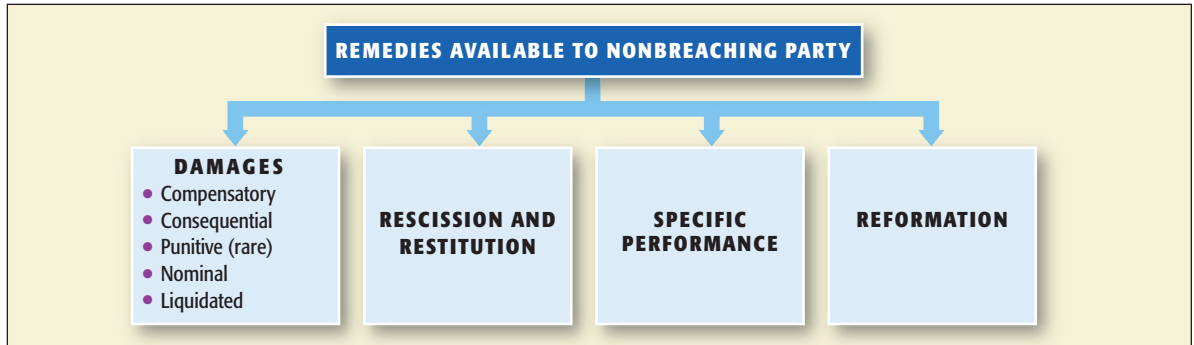 REMEDIES AVAILABLE TO NONBREACHING PARTY
DAMAGES
• Compensatory
• Consequential
• Punitive (rare)
• Nominal
• Liquidated
RESCISSION AND
RESTITUTION
SPECIFIC
PERFORMANCE
REFORMATION